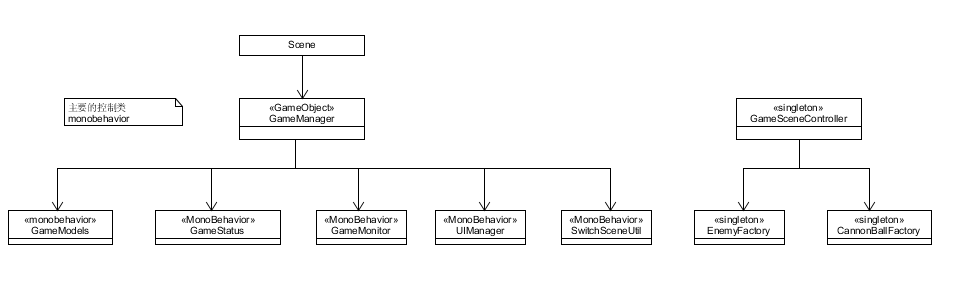 Scene
主要的控制类
monobehavior
«GameObject»
GameManager
«singleton»
GameSceneController
«monobehavior»
GameModels
«MonoBehavior»
GameStatus
«MonoBehavior»
GameMonitor
«MonoBehavior»
UIManager
«MonoBehavior»
SwitchSceneUtil
«singleton»
EnemyFactory
«singleton»
CannonBallFactory